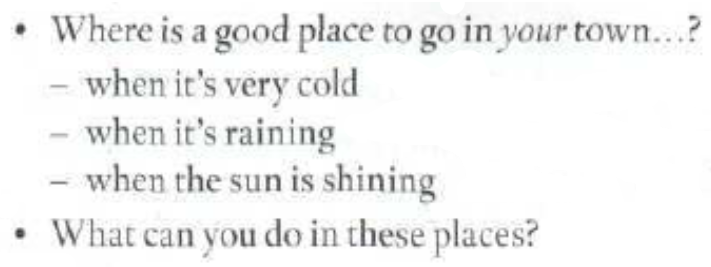 • Where is a good place to go in your town...?
– when it's very cold
– when it's raining
– when the sun is shining
• What can you do in these places?